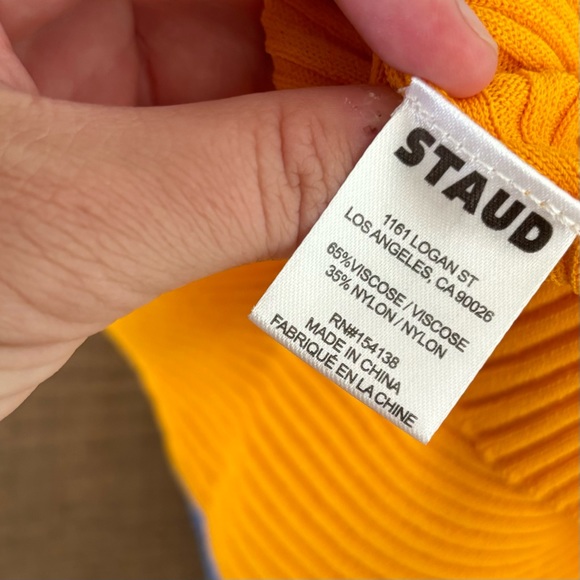 STAUD
1161 LOGAN ST
LOS ANGELES, CA 90026
65%VISCOSE / VISCOSE
35% NYLON / NYLON
RN#154138
MADE IN CHINA
FABRIQUÉ EN LA CHINE